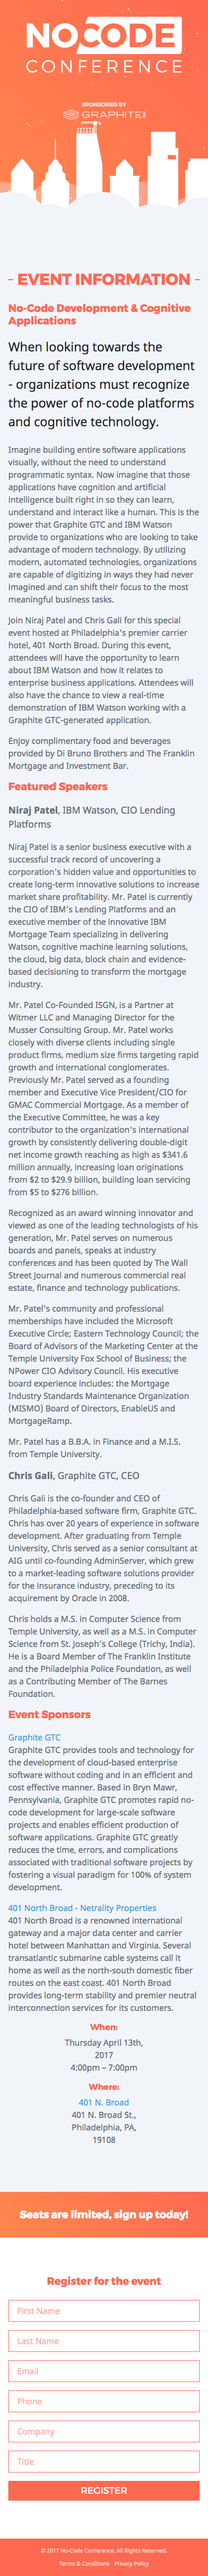 NO CODE
CONFERENCE
SPONSORED BY
GRAPHITE
EVENT INFORMATION
No-Code Development & Cognitive
Applications
When looking towards the
future of software development
- organizations must recognize
the power of no-code platforms
and cognitive technology.
Imagine building entire software applications
visually, without the need to understand
programmatic syntax. Now imagine that those
applications have cognition and artificial
intelligence built right in so they can learn,
understand and interact like a human. This is the
power that Graphite GTC and IBM Watson
provide to organizations who are looking to take
advantage of modern technology. By utilizing
modern, automated technologies, organizations
are capable of digitizing in ways they had never
imagined and can shift their focus to the most
meaningful business tasks.
Join Niraj Patel and Chris Gali for this special
event hosted at Philadelphia's premier carrier
hotel, 401 North Broad. During this event,
attendees will have the opportunity to learn
about IBM Watson and how it relates to
enterprise business applications. Attendees will
also have the chance to view a real-time
demonstration of IBM Watson working with a
Graphite GTC-generated application.
Enjoy complimentary food and beverages
provided by Di Bruno Brothers and The Franklin
Mortgage and Investment Bar.
Featured Speakers
Niraj Patel, IBM Watson, CIO Lending
Platforms
Niraj Patel is a senior business executive with a
successful track record of uncovering a
corporation's hidden value and opportunities to
create long-term innovative solutions to increase
market share profitability. Mr. Patel is currently
the CIO of IBM's Lending Platforms and an
executive member of the innovative IBM
Mortgage Team specializing in delivering
Watson, cognitive machine learning solutions,
the cloud, big data, block chain and evidence-
based decisioning to transform the mortgage
industry.
Mr. Patel Co-Founded ISGN, is a Partner at
Witmer LLC and Managing Director for the
Musser Consulting Group. Mr. Patel works
closely with diverse clients including single
product firms, medium size firms targeting rapid
growth and international conglomerates.
Previously Mr. Patel served as a founding
member and Executive Vice President/CIO for
GMAC Commercial Mortgage. As a member of
the Executive Committee, he was a key
contributor to the organization's international
growth by consistently delivering double-digit
net income growth reaching as high as $341.6
million annually, increasing loan originations
from $2 to $29.9 billion, building loan servicing
from $5 to $276 billion.
Recognized as an award winning innovator and
viewed as one of the leading technologists of his
generation, Mr. Patel serves on numerous
boards and panels, speaks at industry
conferences and has been quoted by The Wall
Street Journal and numerous commercial real
estate, finance and technology publications.
Mr. Patel's community and professional
memberships have included the Microsoft
Executive Circle; Eastern Technology Council; the
Board of Advisors of the Marketing Center at the
Temple University Fox School of Business; the
NPower CIO Advisory Council. His executive
board experience includes: the Mortgage
Industry Standards Maintenance Organization
(MISMO) Board of Directors, EnableUS and
MortgageRamp.
Mr. Patel has a B.B.A. in Finance and a M.I.S.
from Temple University.
Chris Gali, Graphite GTC, CEO
Chris Gali is the co-founder and CEO of
Philadelphia-based software firm, Graphite GTC.
Chris has over 20 years of experience in software
development. After graduating from Temple
University, Chris served as a senior consultant at
AIG until co-founding AdminServer, which grew
to a market-leading software solutions provider
for the insurance industry, preceding to its
acquirement by Oracle in 2008.
Chris holds a M.S. in Computer Science from
Temple University, as well as a M.S. in Computer
Science from St. Joseph's College (Trichy, India).
He is a Board Member of The Franklin Institute
and the Philadelphia Police Foundation, as well
as a Contributing Member of The Barnes
Foundation.
Event Sponsors
Graphite GTC
Graphite GTC provides tools and technology for
the development of cloud-based enterprise
software without coding and in an efficient and
cost effective manner. Based in Bryn Mawr,
Pennsylvania, Graphite GTC promotes rapid no-
code development for large-scale software
projects and enables efficient production of
software applications. Graphite GTC greatly
reduces the time, errors, and complications
associated with traditional software projects by
fostering a visual paradigm for 100% of system
development.
401 North Broad - Netrality Properties
401 North Broad is a renowned international
gateway and a major data center and carrier
hotel between Manhattan and Virginia. Several
transatlantic submarine cable systems call it
home as well as the north-south domestic fiber
routes on the east coast. 401 North Broad
provides long-term stability and premier neutral
interconnection services for its customers.
When:
Thursday April 13th,
2017
4:00pm – 7:00pm
Where:
401 N. Broad
401 N. Broad St.,
Philadelphia, PA,
19108
Seats are limited, sign up today!
Register for the event
First Name
Last Name
Email
Phone
Company
Title
REGISTER
© 2017 No-Code Conference. All Rights Reserved.
Terms & Conditions Privacy Policy